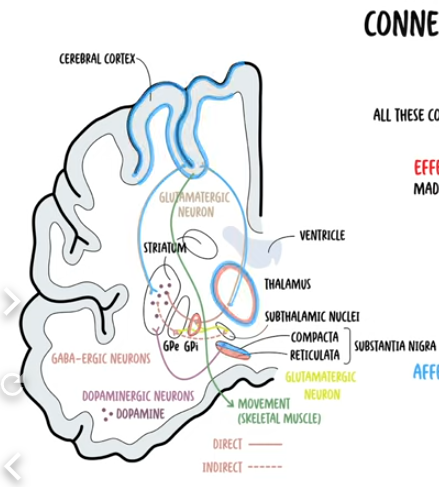 CONNE
CEREBRAL CORTEX
ALL THESE CO
EFFE
MAD
GLUTAMATERGIC
NEURON
VENTRICLE
STRIATUM
THALAMUS
SUBTHALAMIC NUCLEI
COMPACTA
RETICULATA
SUBSTANTIA NIGRA
GPe GPi
GABA-ERGIC NEURONS
GLUTAMATERGIC
NEURON
AFFE
DOPAMINERGIC NEURONS
DOPAMINE
MOVEMENT
(SKELETAL MUSCLE)
DIRECT
INDIRECT